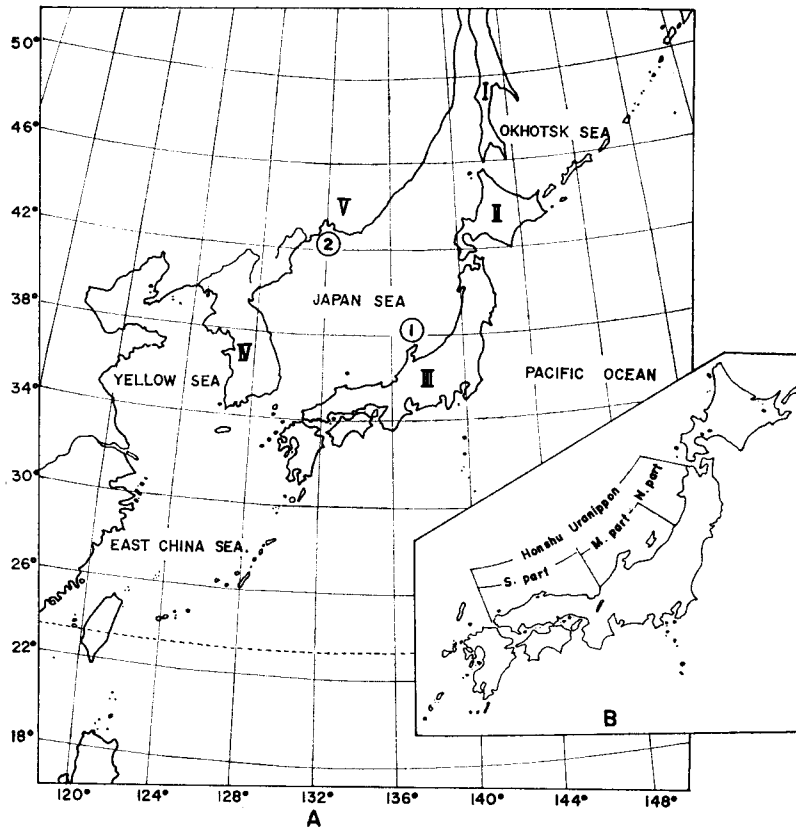 50°
46°
42°
38°
34°
30°
26°
22°
18°
I
OKHOTSK SEA
V
II
②
JAPAN SEA
①
IV
III
YELLOW SEA
PACIFIC OCEAN
EAST CHINA SEA.
120°
124°
128°
132°
136°
140°
144°
148°
A
Honshu Uranippon
S. part
M. part
N. part
B